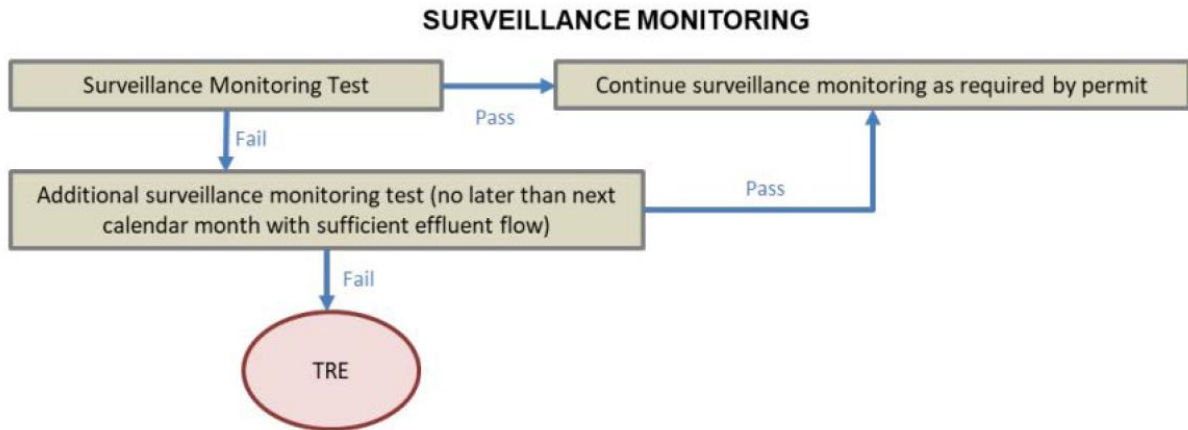 SURVEILLANCE MONITORING
Surveillance Monitoring Test
Pass
Continue surveillance monitoring as required by permit
Fail
Additional surveillance monitoring test (no later than next
calendar month with sufficient effluent flow)
Pass
Fail
TRE